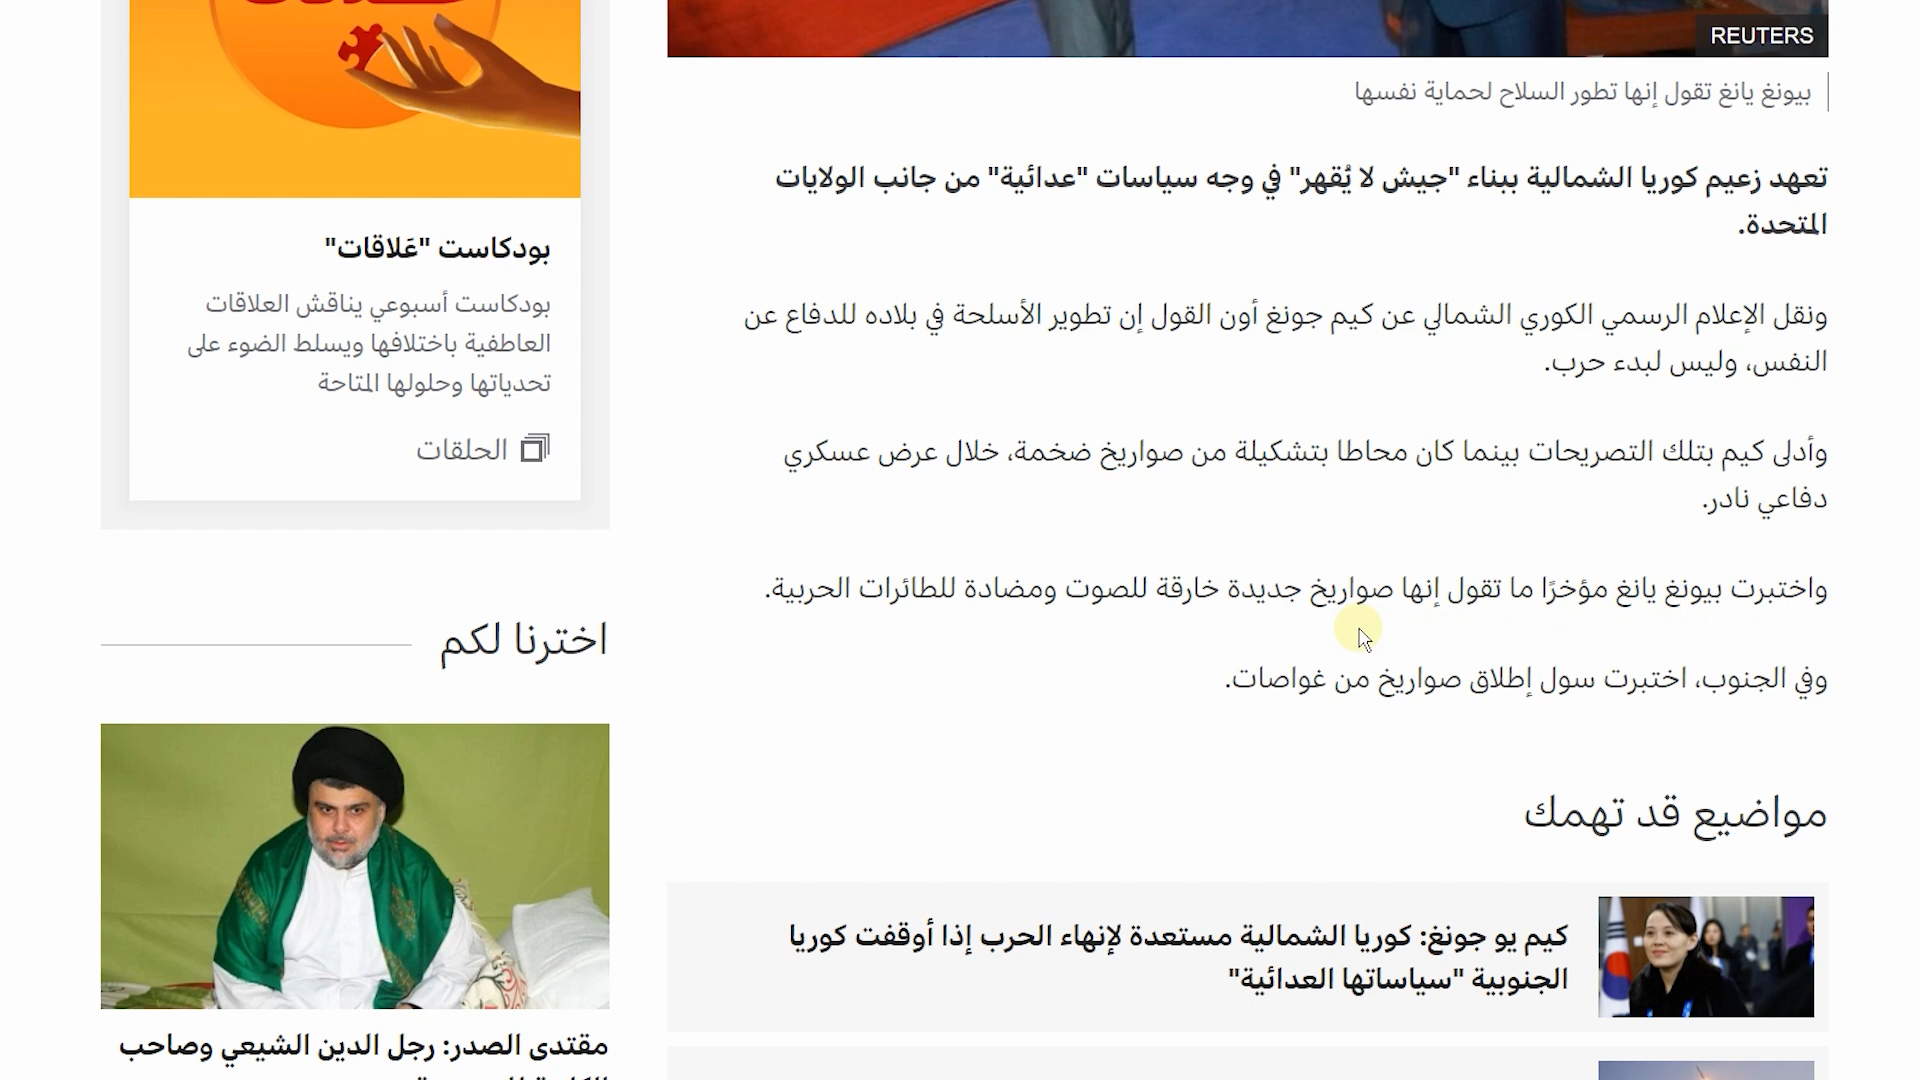 REUTERS
بيونغ يانغ تقول إنها تطور السلاح لحماية نفسها
تعهد زعيم كوريا الشمالية ببناء "جيش لا يُقهر" في وجه سياسات "عدائية" من جانب الولايات
المتحدة.
ونقل الإعلام الرسمي الكوري الشمالي عن كيم جونغ أون القول إن تطوير الأسلحة في بلاده للدفاع عن
النفس، وليس لبدء حرب.
وأدلى كيم بتلك التصريحات بينما كان محاطا بتشكيلة من صواريخ ضخمة، خلال عرض عسكري
دفاعي نادر.
واختبرت بيونغ يانغ مؤخرًا ما تقول إنها صواريخ جديدة خارقة للصوت ومضادة للطائرات الحربية.
وفي الجنوب، اختبرت سول إطلاق صواريخ من غواصات.
مواضيع قد تهمك
كيم يو جونغ: كوريا الشمالية مستعدة لإنهاء الحرب إذا أوقفت كوريا
الجنوبية "سياساتها العدائية"
بودكاست "عَلاقات"
بودكاست أسبوعي يناقش العلاقات
العاطفية باختلافها ويسلط الضوء على
تحدياتها وحلولها المتاحة
الحلقات
اخترنا لكم
مقتدى الصدر: رجل الدين الشيعي وصاحب